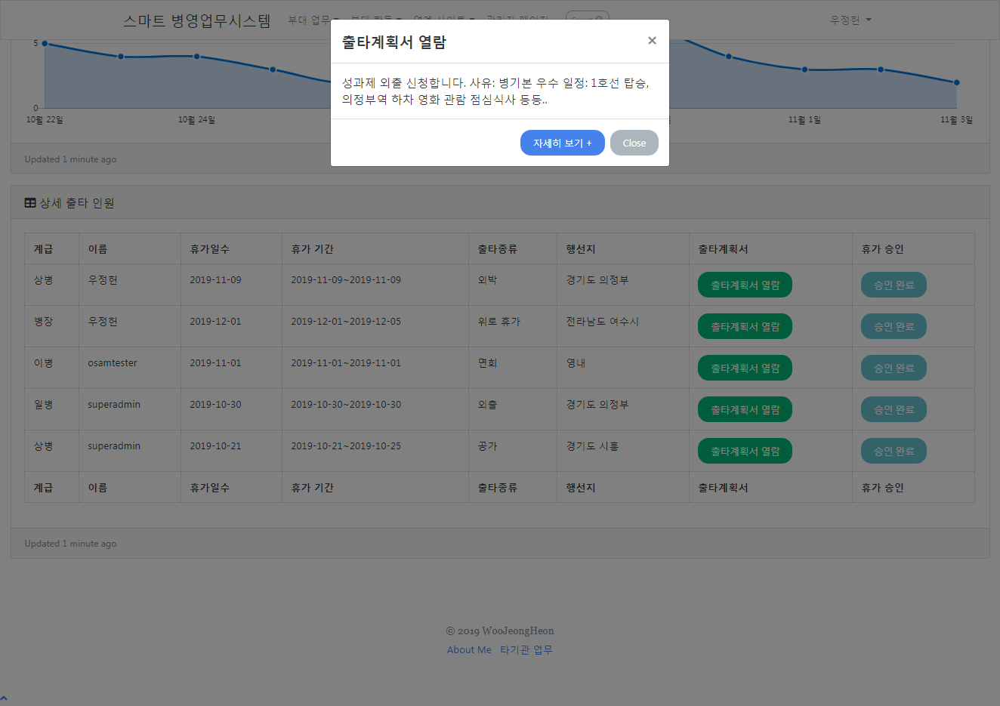 스마트 병영업무시스템 부대 업무
우정헌
출타계획서 열람 ×
성과제 외출 신청합니다. 사유: 병기본 우수 일정: 1호선 탑승,
의정부역 하차 영화 관람 점심식사 등등..
자세히 보기 + Close
5
0
10월 22일 10월 24일 11월 1일 11월 3일
Updated 1 minute ago
상세 출타 인원
계급 이름 휴가일수 휴가 기간 출타종류 행선지 출타계획서 휴가 승인
상병 우정헌 2019-11-09 2019-11-09~2019-11-09 외박 경기도 의정부 출타계획서 열람 승인 완료
병장 우정헌 2019-12-01 2019-12-01~2019-12-05 위로 휴가 전라남도 여수시 출타계획서 열람 승인 완료
이병 osamtester 2019-11-01 2019-11-01~2019-11-01 면회 영내 출타계획서 열람 승인 완료
일병 superadmin 2019-10-30 2019-10-30~2019-10-30 외출 경기도 의정부 출타계획서 열람 승인 완료
상병 superadmin 2019-10-21 2019-10-21~2019-10-25 공가 경기도 시흥 출타계획서 열람 승인 완료
계급 이름 휴가일수 휴가 기간 출타종류 행선지 출타계획서 휴가 승인
Updated 1 minute ago
© 2019 WooJeongHeon
About Me 타기관 업무